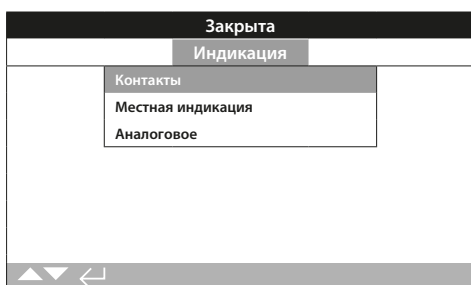 Закрыта
Индикация
Контакты
Местная индикация
Аналоговое